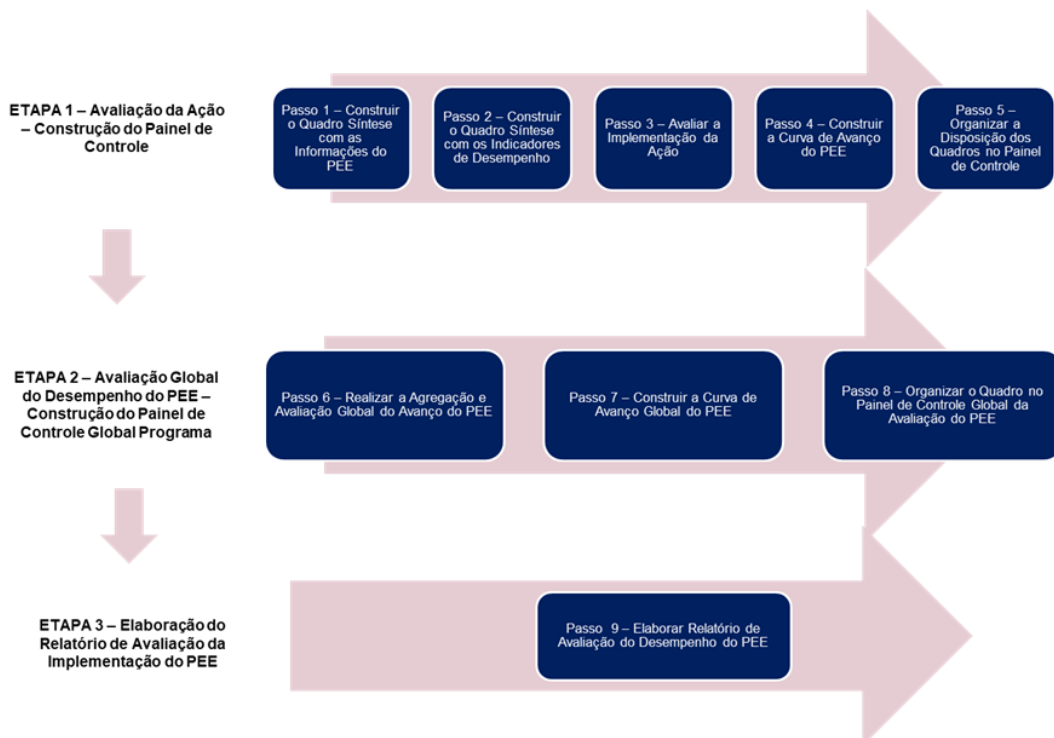 ETAPA 1 – Avaliação da Ação
– Construção do Painel de
Controle
Passo 1 – Construir
o Quadro Síntese
com as
Informações do
PEE
Passo 2 – Construir
o Quadro Síntese
com os Indicadores
de Desempenho
Passo 3 – Avaliar a
Implementação da
Ação
Passo 4 – Construir
a Curva de Avanço
do PEE
Passo 5 –
Organizar a
Disposição dos
Quadros no Painel
de Controle
ETAPA 2 – Avaliação Global
do Desempenho do PEE –
Construção do Painel de
Controle Global Programa
Passo 6 – Realizar a Agregação e
Avaliação Global do Avanço do PEE
Passo 7 – Construir a Curva de
Avanço Global do PEE
Passo 8 – Organizar o Quadro no
Painel de Controle Global da
Avaliação do PEE
ETAPA 3 – Elaboração do
Relatório de Avaliação da
Implementação do PEE
Passo 9 – Elaborar Relatório de
Avaliação do Desempenho do PEE